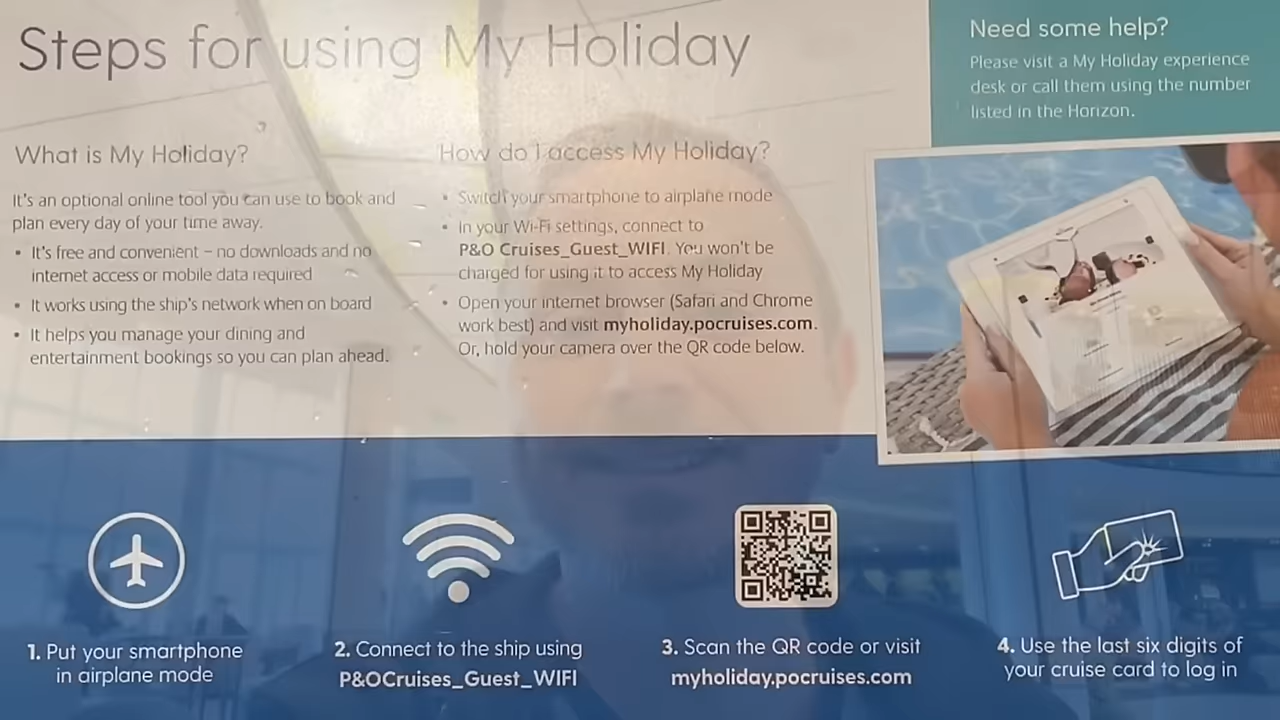 Steps for using My Holiday
What is My Holiday?
It's an optional online tool you can use to book and
plan every day of your time away.
• It's free and convenient – no downloads and no
internet access or mobile data required
• It works using the ship's network when on board
• It helps you manage your dining and
entertainment bookings so you can plan ahead.
How do I access My Holiday?
• Switch your smartphone to airplane mode
• In your Wi-Fi settings, connect to
P&O Cruises_Guest_WIFI. You won't be
charged for using it to access My Holiday
• Open your internet browser (Safari and Chrome
work best) and visit myholiday.pocruises.com.
Or, hold your camera over the QR code below.
Need some help?
Please visit a My Holiday experience
desk or call them using the number
listed in the Horizon.
1. Put your smartphone
in airplane mode
2. Connect to the ship using
P&OCruises_Guest_WIFI
3. Scan the QR code or visit
myholiday.pocruises.com
4. Use the last six digits of
your cruise card to log in